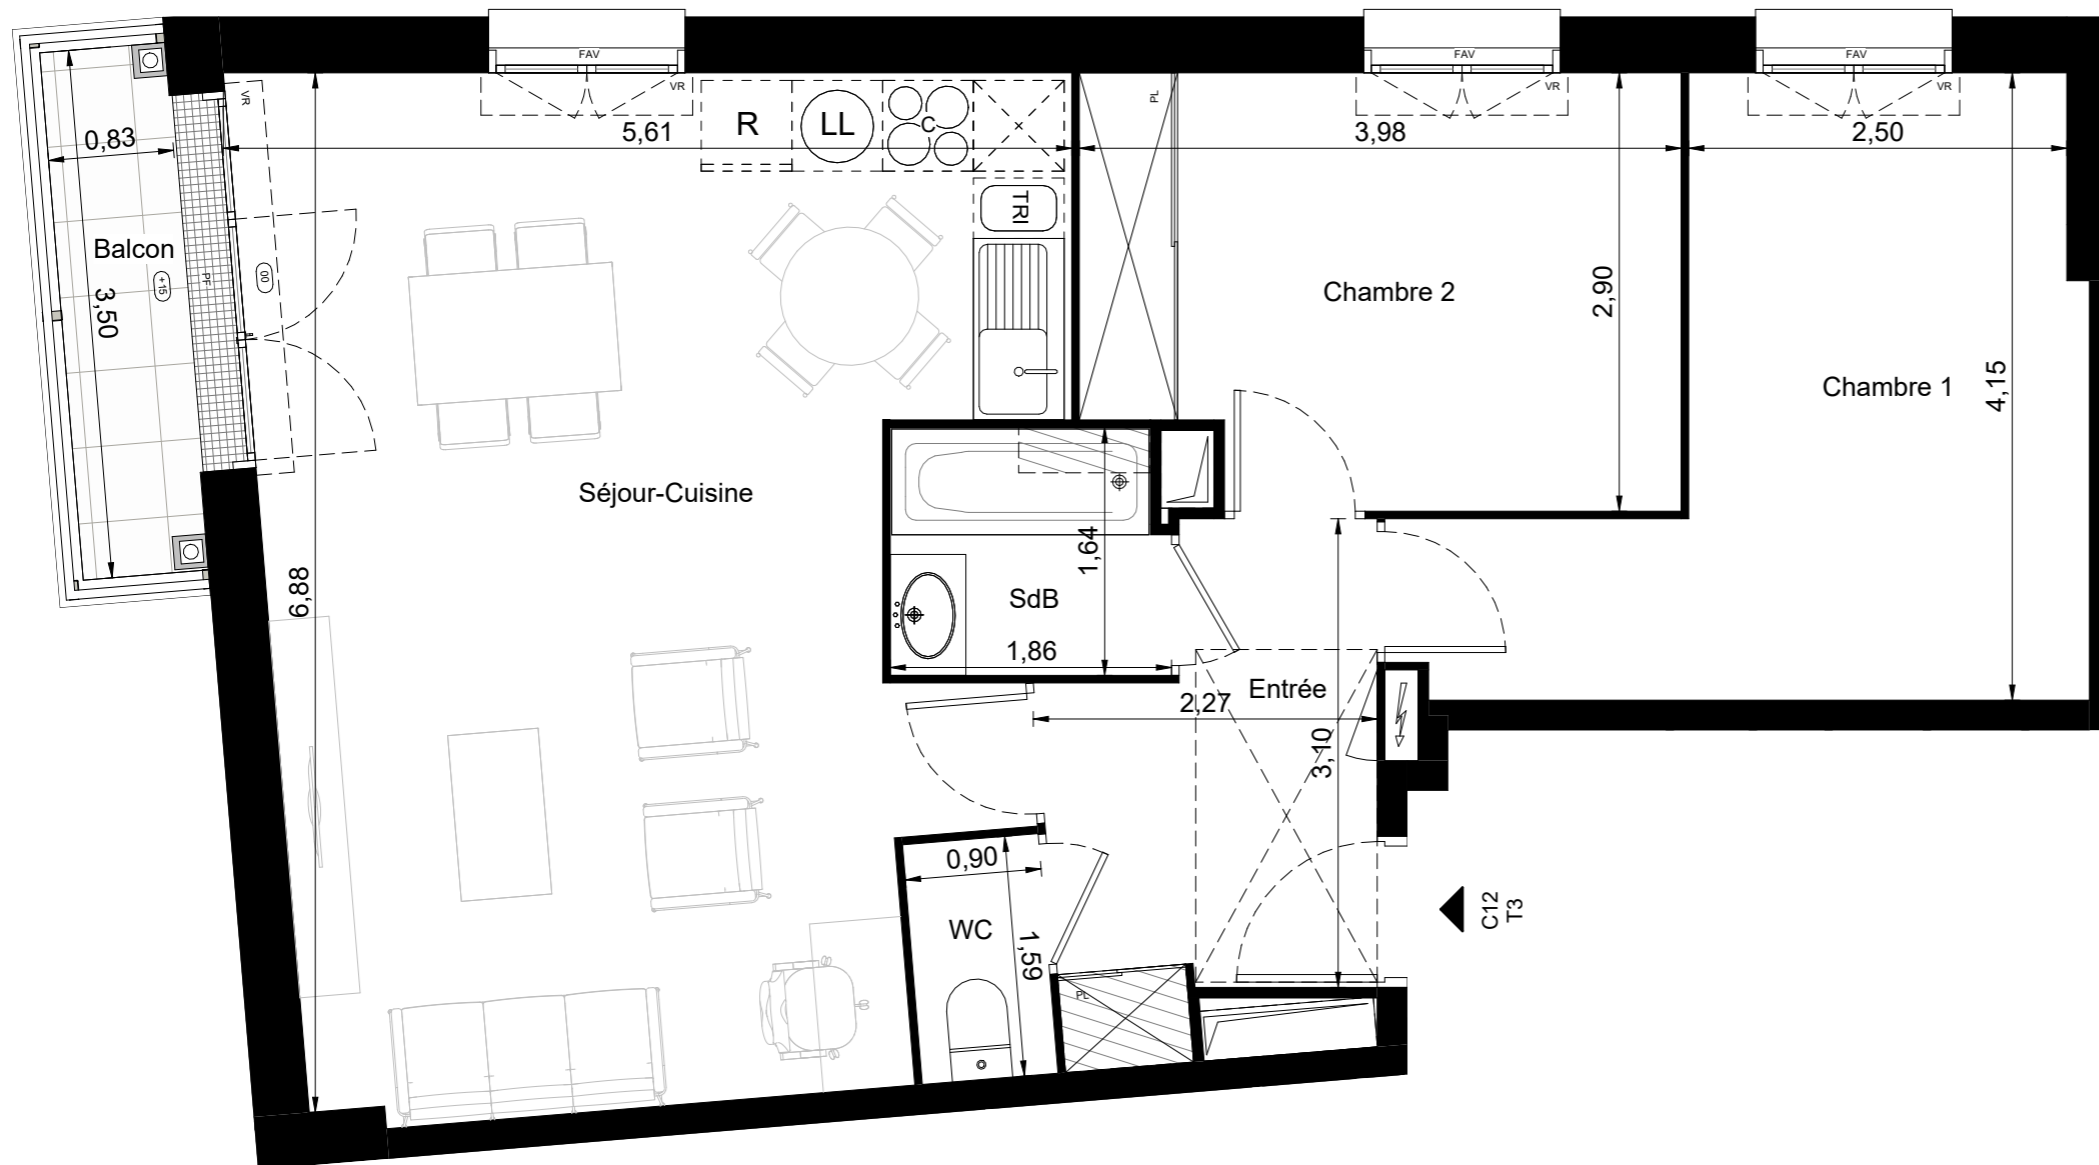 FAV
VR
FAV
VR
FAV
VR
VR
PL
0,83
5,61
R
LL
C
3,98
2,50
TRI
Balcon
+15
PF
00
3,50
Chambre 2
2,90
Chambre 1
4,15
Séjour-Cuisine
1,64
6,88
SdB
1,86
Entrée
2,27
3,10
0,90
WC
1,59
PL
C12
T3